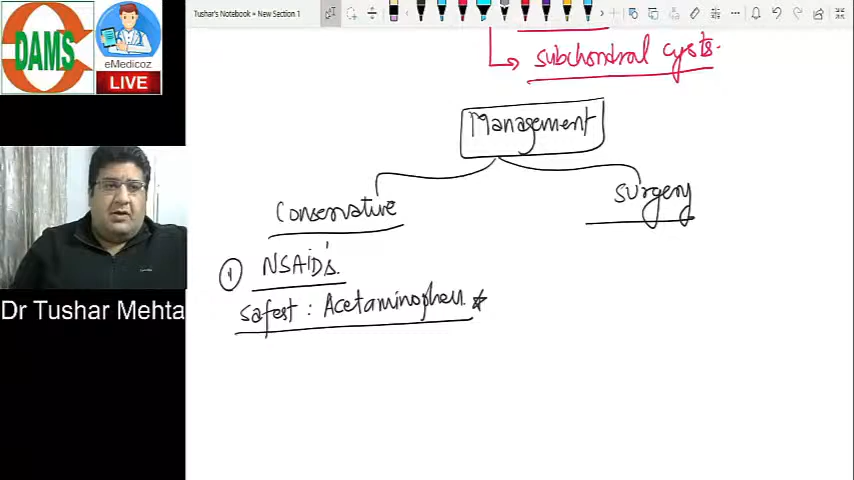 DAMS
eMedicoz
LIVE
Tushar's Notebook » New Section 1
subchondral cysts.
Management
Conservative
Surgery
① NSAID's.
Safest : Acetaminophen. ☆
Dr Tushar Mehta